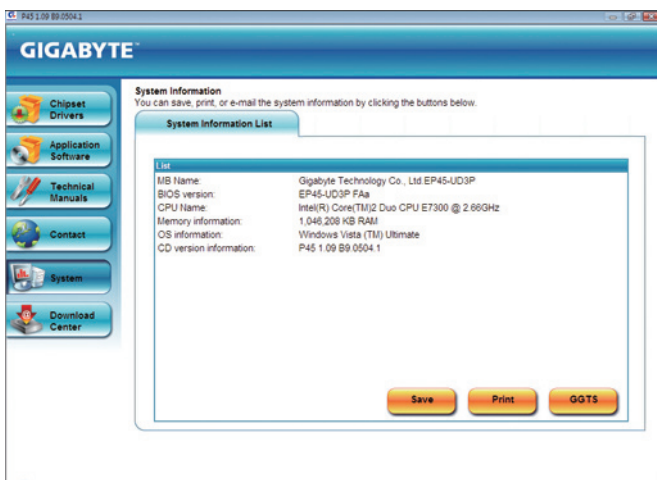 P45 1.09 B9.0504.1
GIGABYTE™
System Information
You can save, print, or e-mail the system information by clicking the buttons below.
System Information List
Chipset
Drivers
Application
Software
Technical
Manuals
Contact
System
Download
Center
List
MB Name: Gigabyte Technology Co., Ltd.EP45-UD3P
BIOS version: EP45-UD3P FAa
CPU Name: Intel(R) Core(TM)2 Duo CPU E7300 @ 2.66GHz
Memory information: 1,046,208 KB RAM
OS information: Windows Vista (TM) Ultimate
CD version information: P45 1.09 B9.0504.1
Save Print GGTS